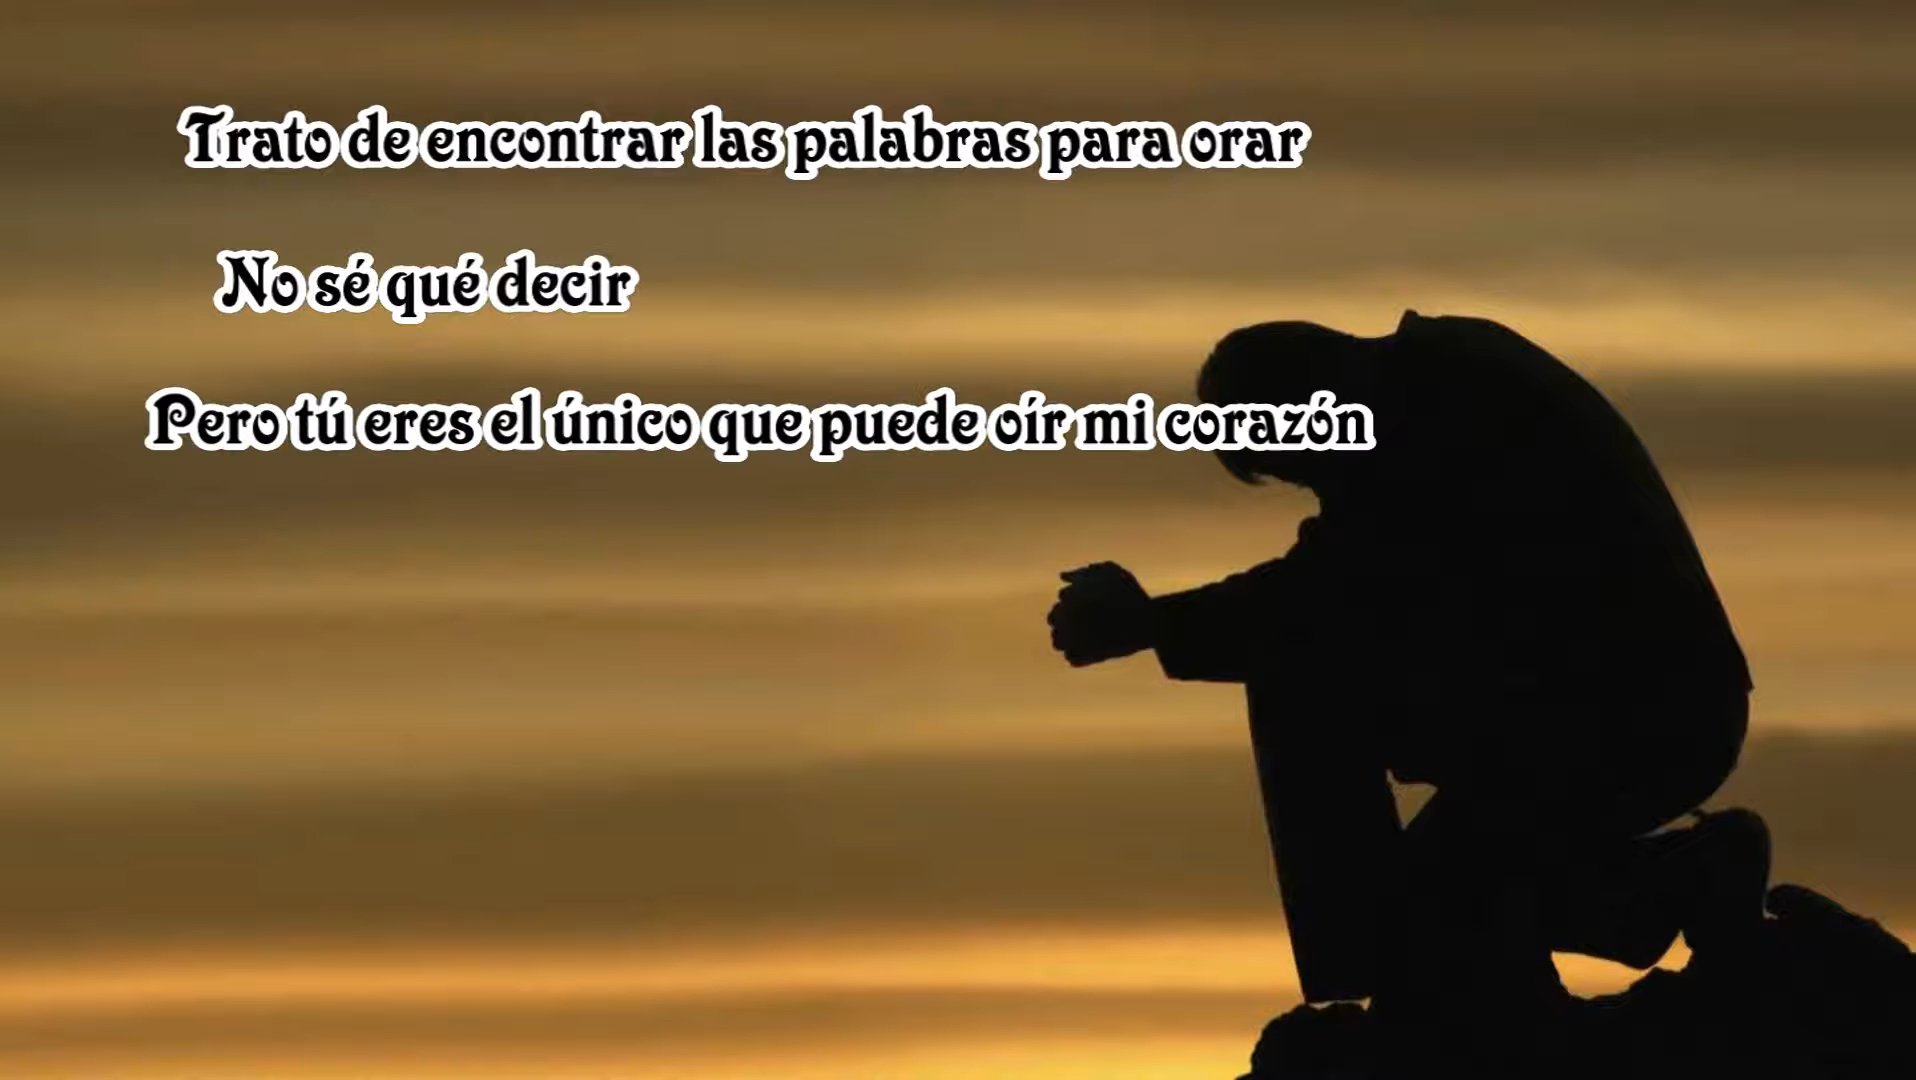 Trato de encontrar las palabras para orar
No sé qué decir
Pero tú eres el único que puede oír mi corazón